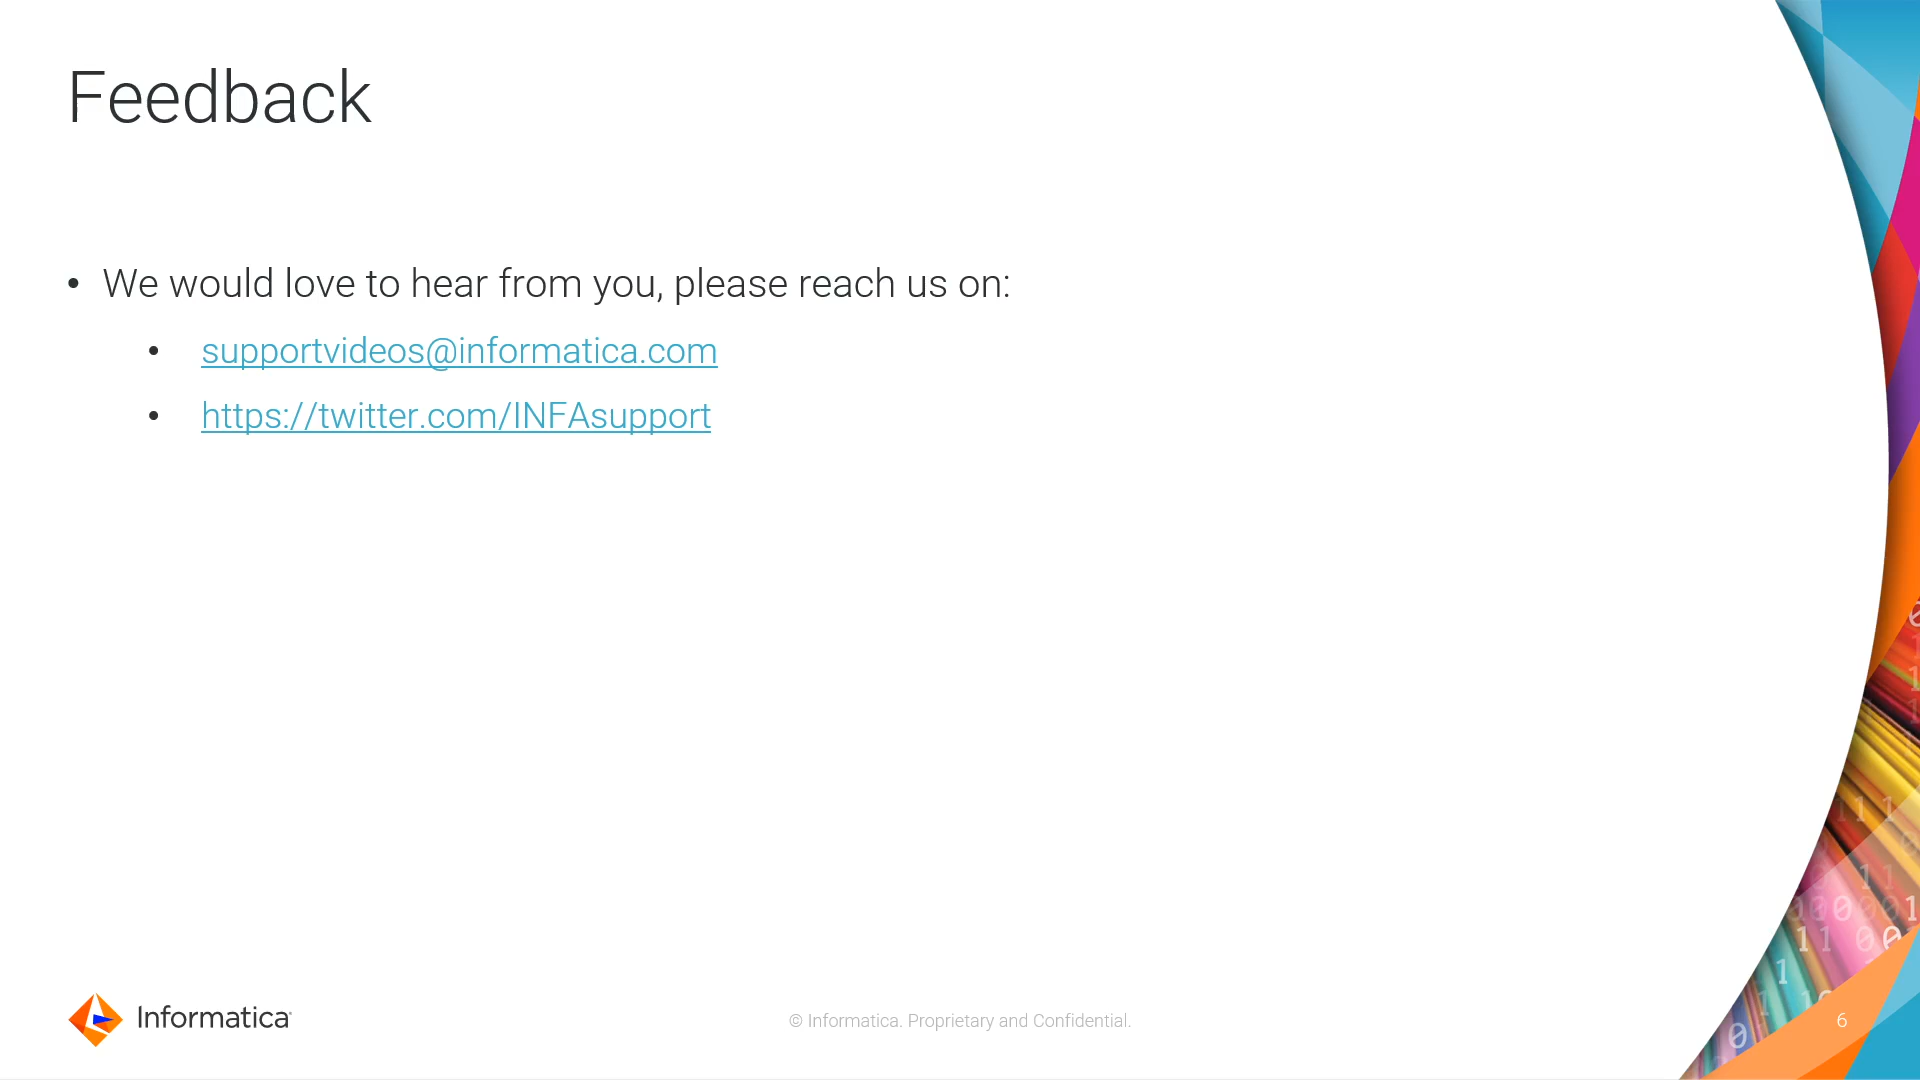 Feedback
• We would love to hear from you, please reach us on:
• supportvideos@informatica.com
• https://twitter.com/INFAsupport
Informatica
© Informatica. Proprietary and Confidential.
6